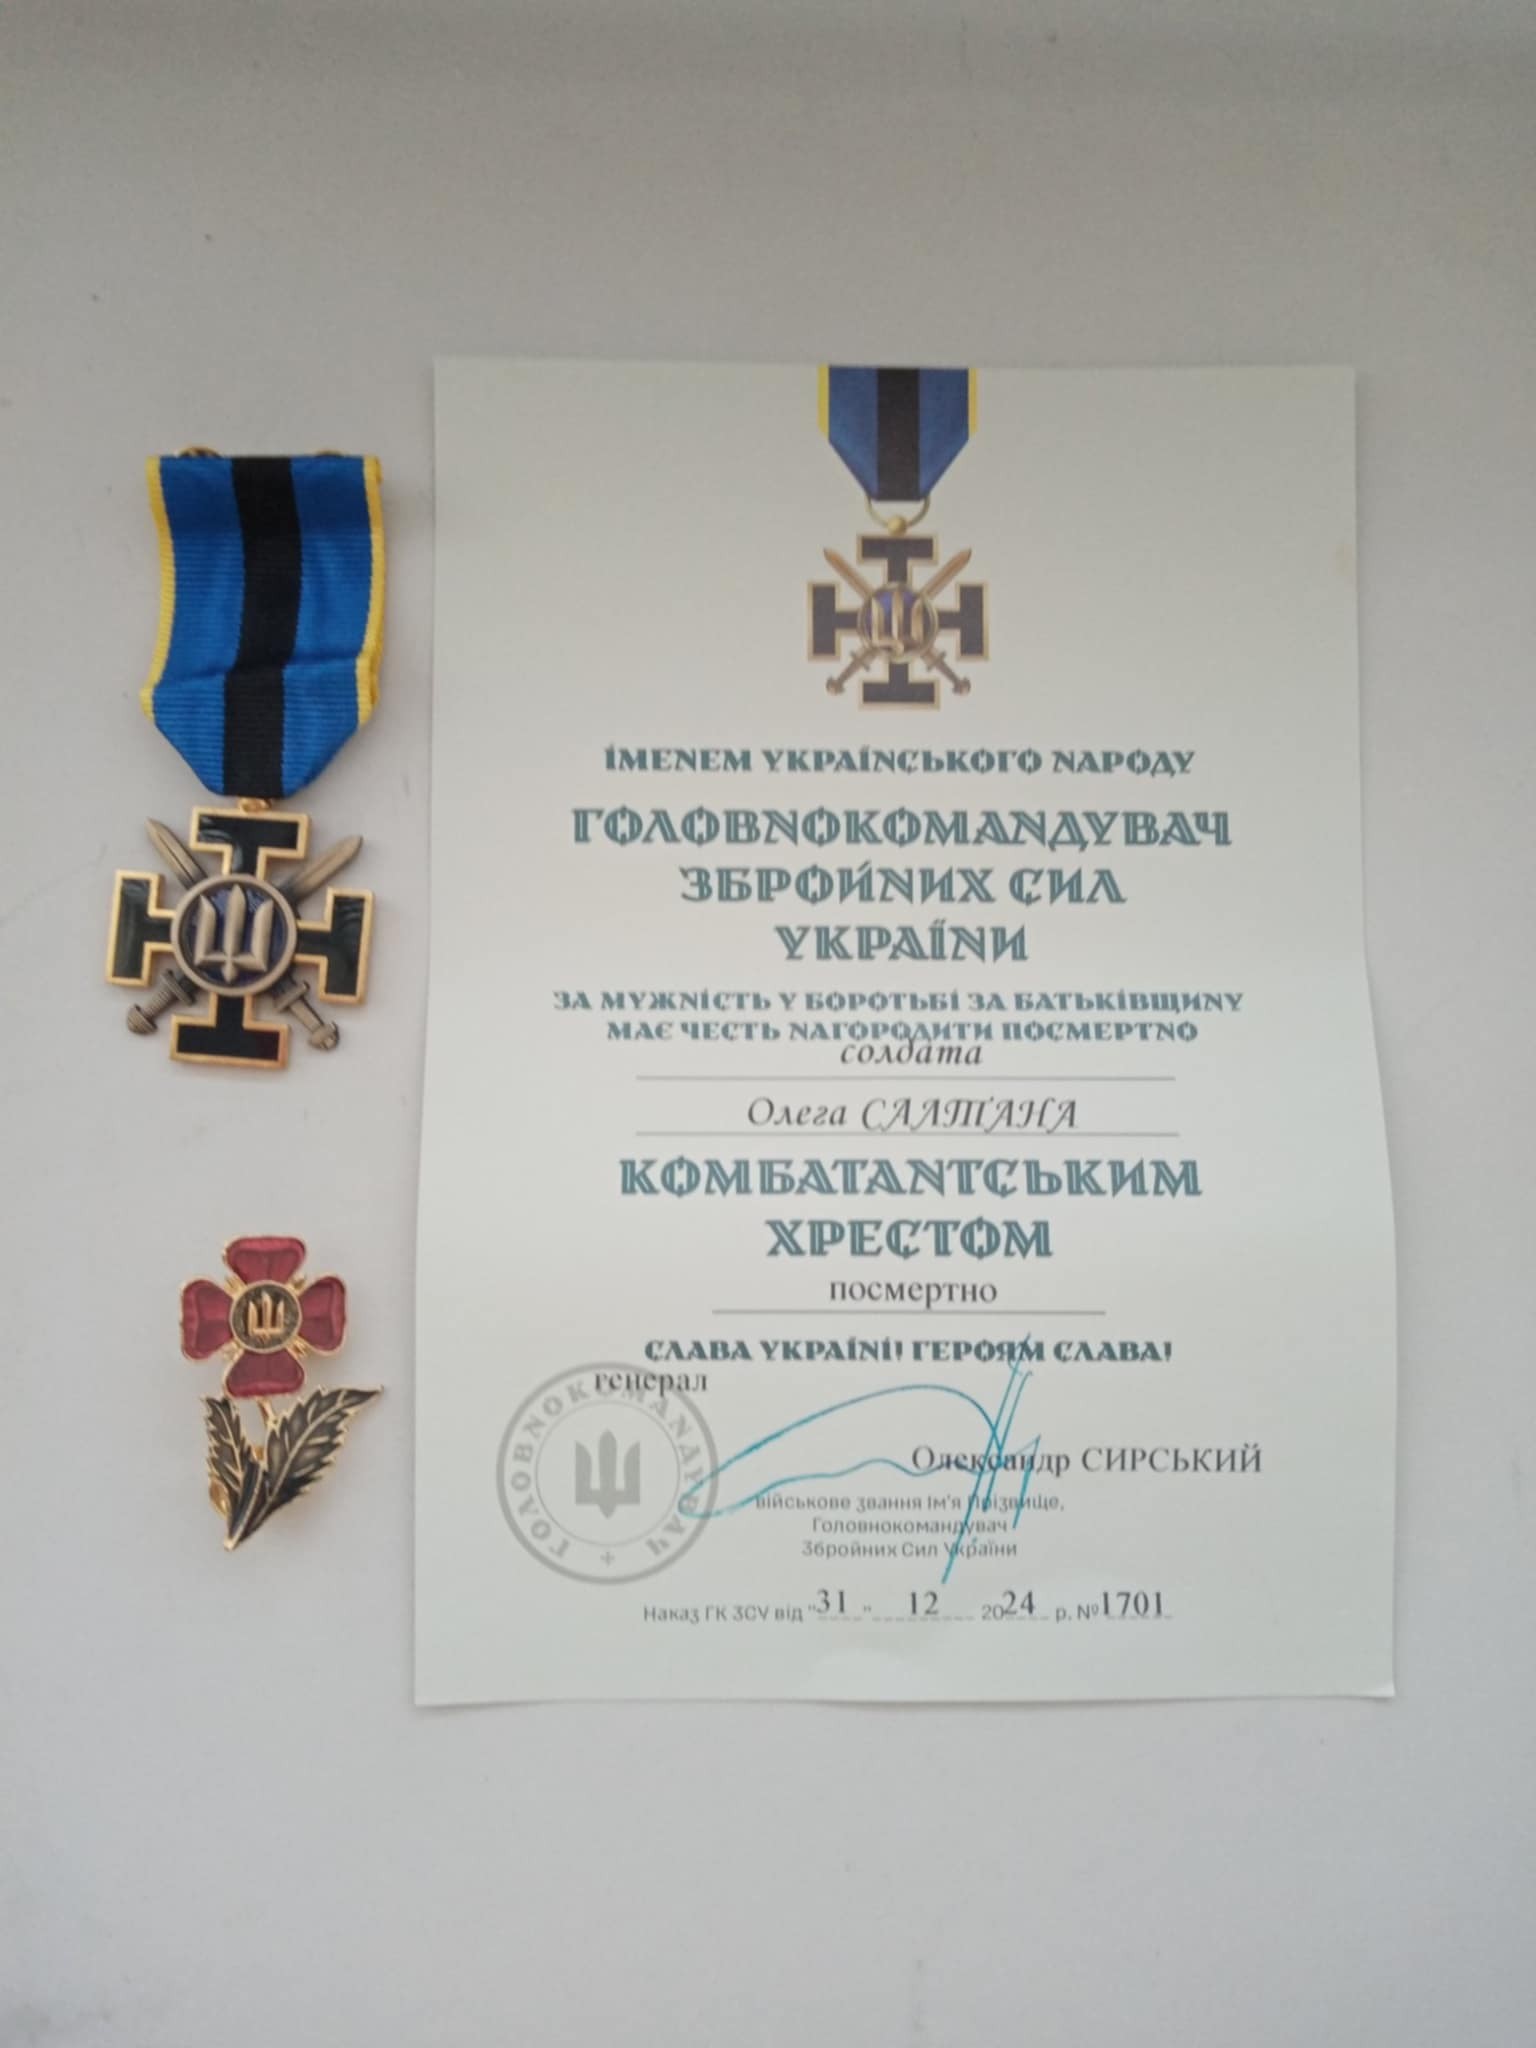 ІМЕНЕМ УКРАЇНСЬКОГО НАРОДУ
ГОЛОВНОКОМАНДУВАЧ
ЗБРОЙНИХ СИЛ
УКРАЇНИ
ЗА МУЖНІСТЬ У БОРОТЬБІ ЗА БАТЬКІВЩИНУ
МАЄ ЧЕСТЬ НАГОРОДИТИ ПОСМЕРТНО
солдата
Олега САЛТАНА
КОМБАТАНТСЬКИМ
ХРЕСТОМ
посмертно
СЛАВА УКРАЇНІ! ГЕРОЯМ СЛАВА!
генерал
ГОЛОВНОКОМАНДУВАЧ
Олександр СИРСЬКИЙ
військове звання Ім'я Прізвище,
Головнокомандувач
Збройних Сил України
Наказ ГК ЗСУ від "31" 12 2024 р. №1701